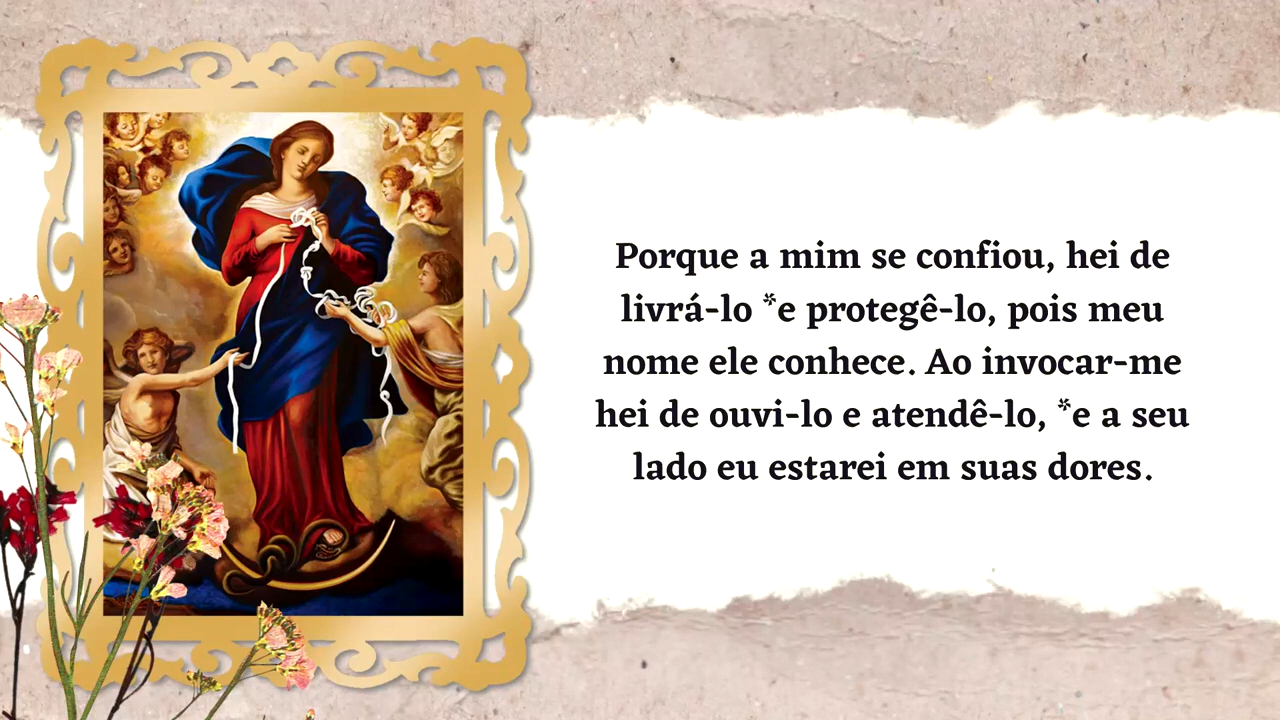 Porque a mim se confiou, hei de
livrá-lo *e protegê-lo, pois meu
nome ele conhece. Ao invocar-me
hei de ouvi-lo e atendê-lo, *e a seu
lado eu estarei em suas dores.